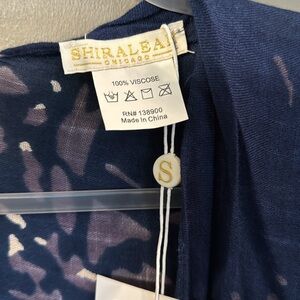 SHIRALEAH
CHICAGO
100% VISCOSE
RN# 138900
Made In China
S